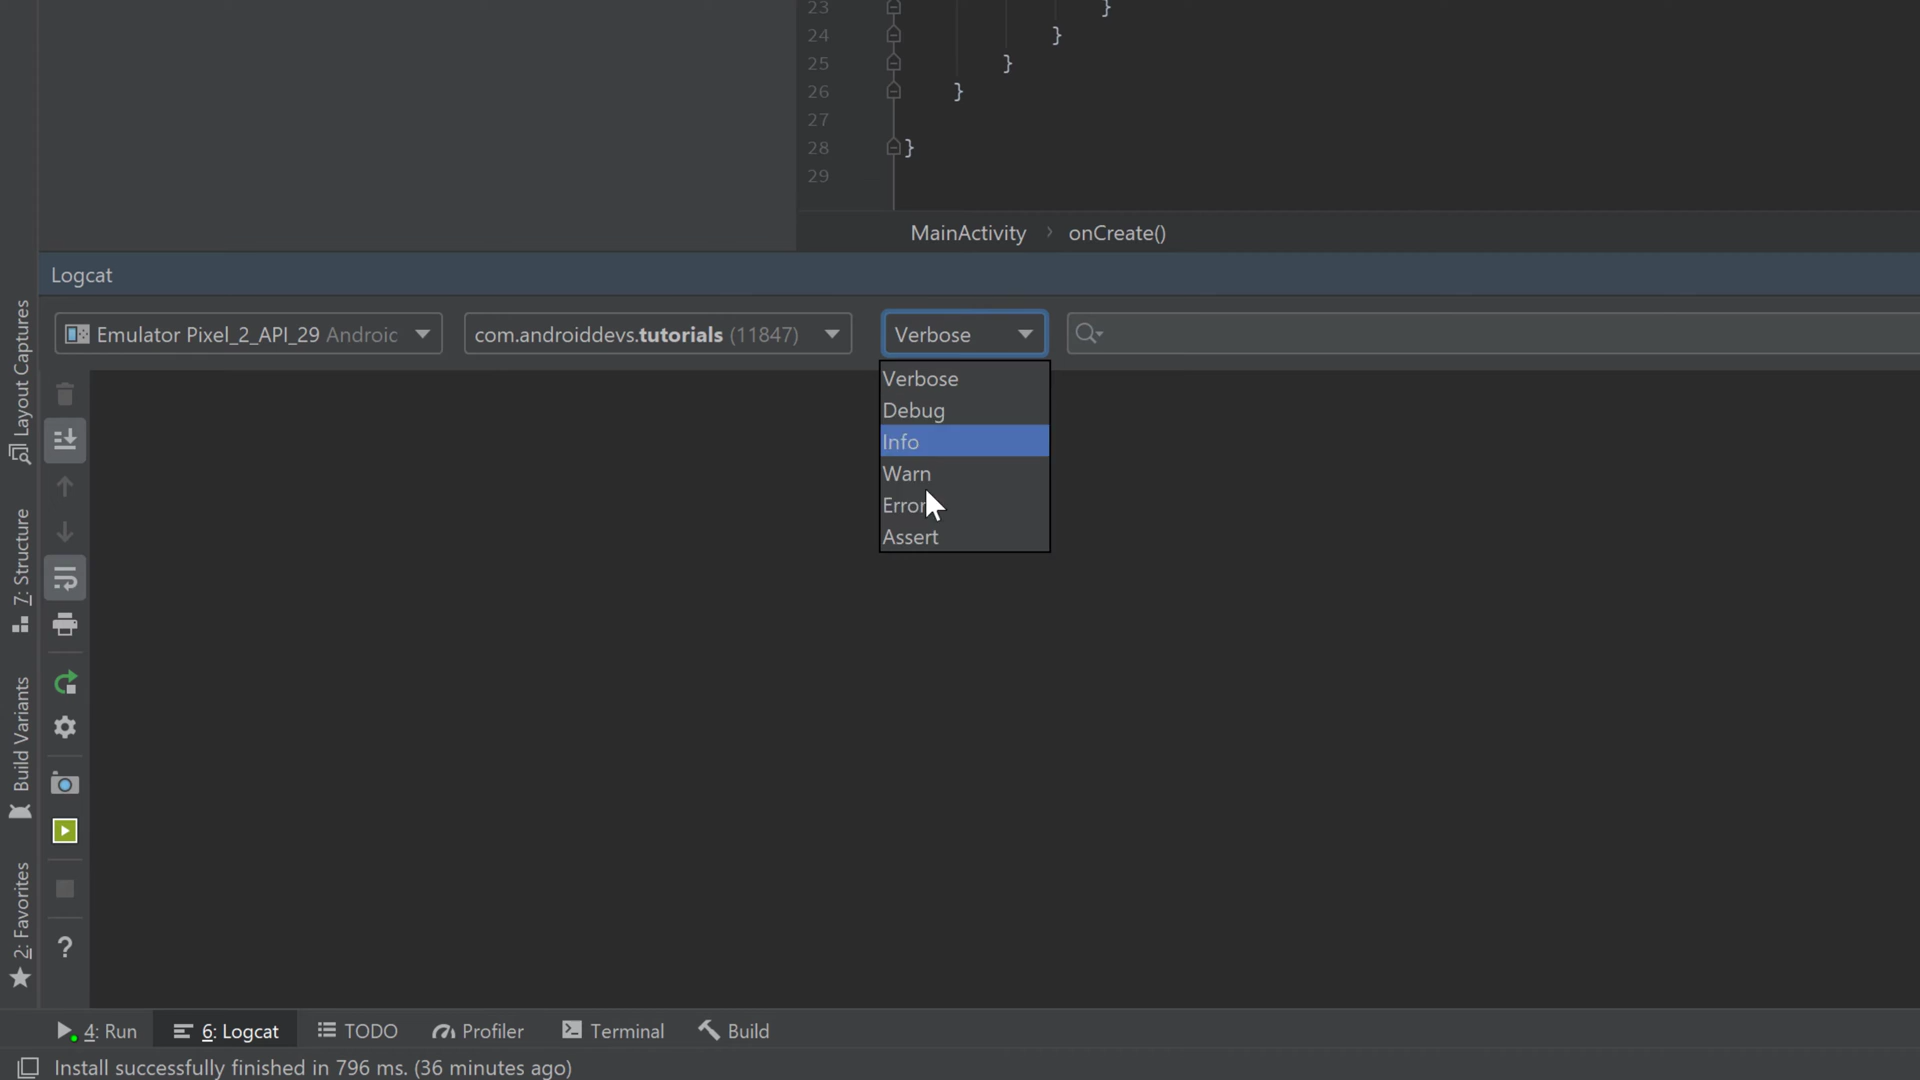 23 }
24 }
25 }
26 }
27
28 }
29
MainActivity › onCreate()
Logcat
Emulator Pixel_2_API_29 Androic
com.androiddevs.tutorials (11847)
Verbose
Verbose
Debug
Info
Warn
Error
Assert
Layout Captures
7: Structure
Build Variants
2: Favorites
?
4: Run
6: Logcat
TODO
Profiler
Terminal
Build
Install successfully finished in 796 ms. (36 minutes ago)